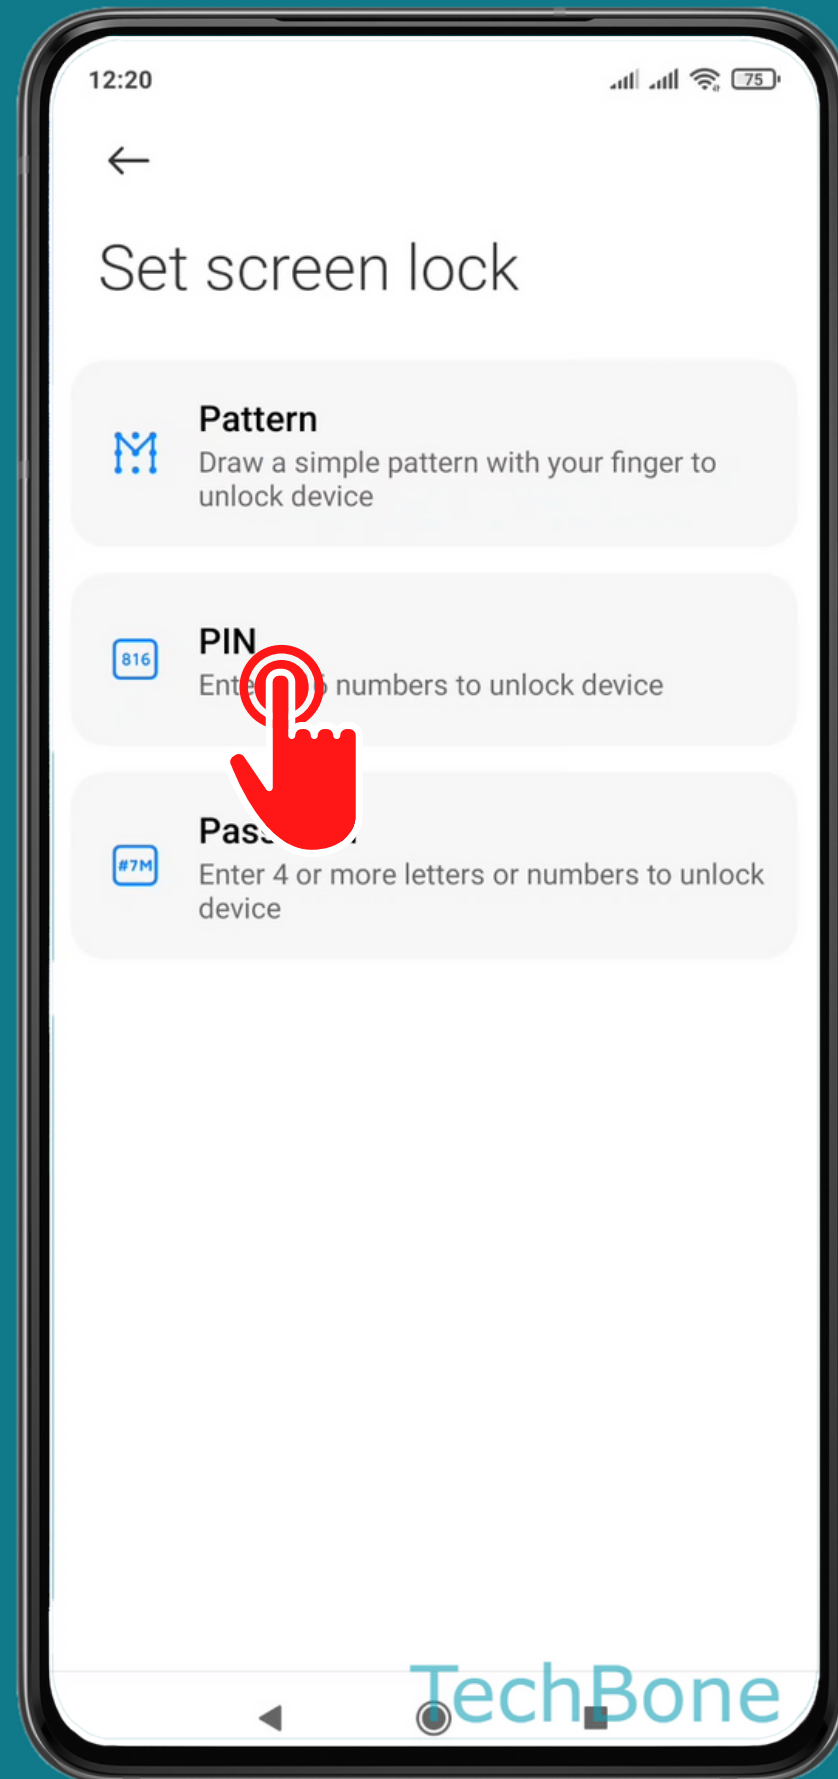 12:20
75
Set screen lock
Pattern
Draw a simple pattern with your finger to
unlock device
816
PIN
numbers to unlock device
#7M
Enter 4 or more letters or numbers to unlock
device
TechBone